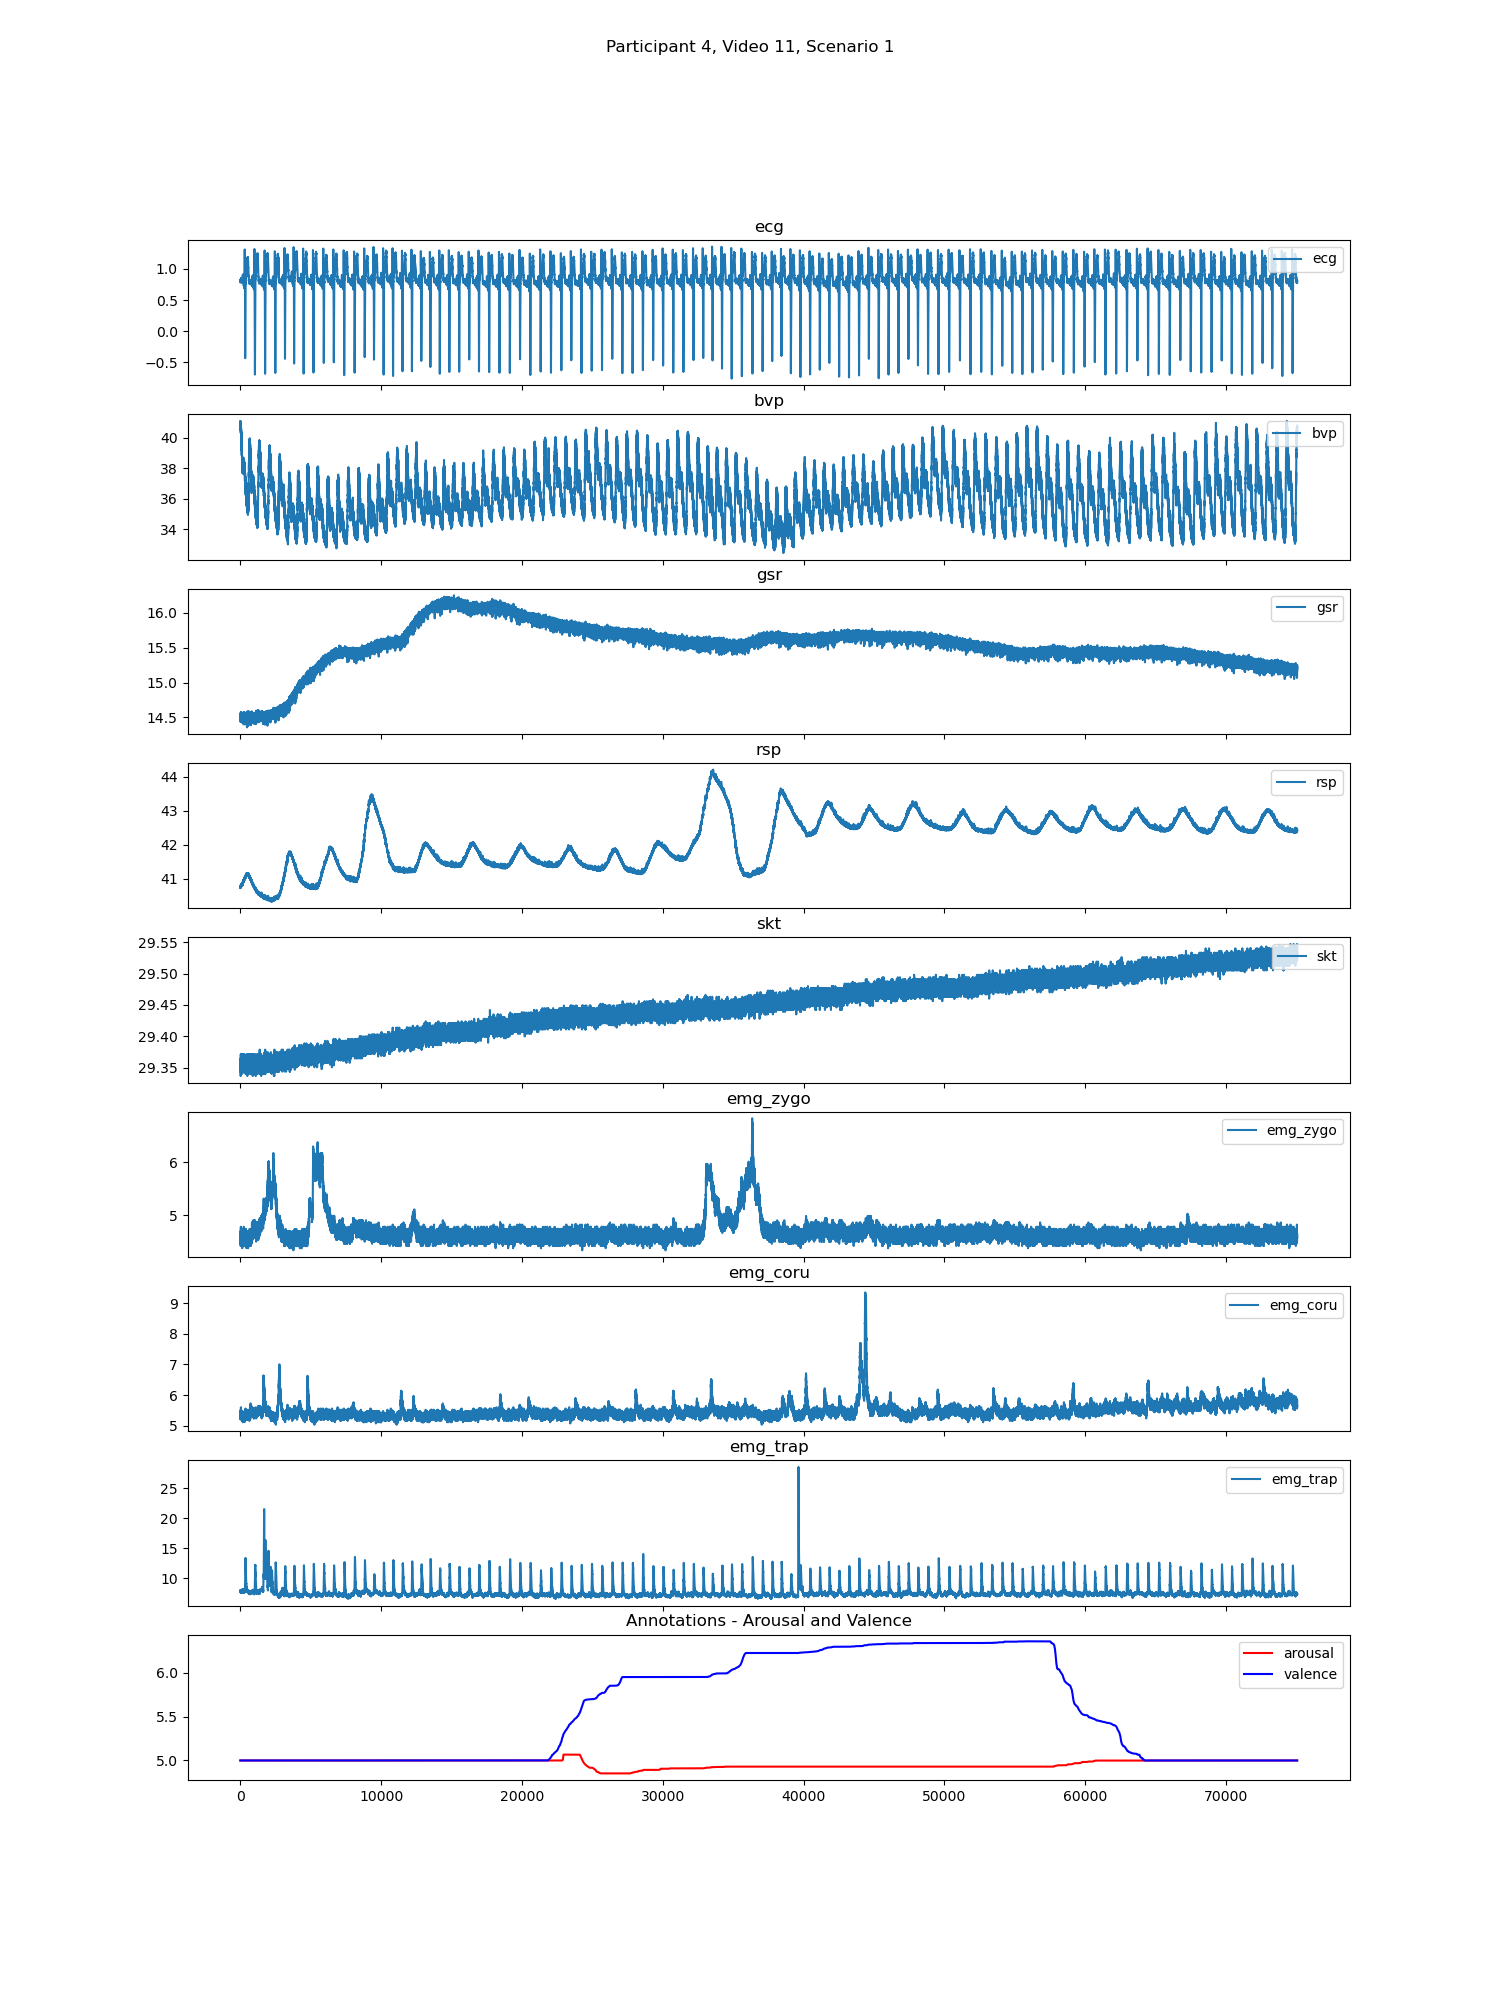 Participant 4, Video 11, Scenario 1
ecg
1.0
0.5
0.0
−0.5
ecg
bvp
40
38
36
34
bvp
gsr
16.0
15.5
15.0
14.5
gsr
rsp
44
43
42
41
rsp
skt
29.55
29.50
29.45
29.40
29.35
skt
emg_zygo
6
5
emg_zygo
emg_coru
9
8
7
6
5
emg_coru
emg_trap
25
20
15
10
emg_trap
Annotations - Arousal and Valence
6.0
5.5
5.0
arousal
valence
0 10000 20000 30000 40000 50000 60000 70000